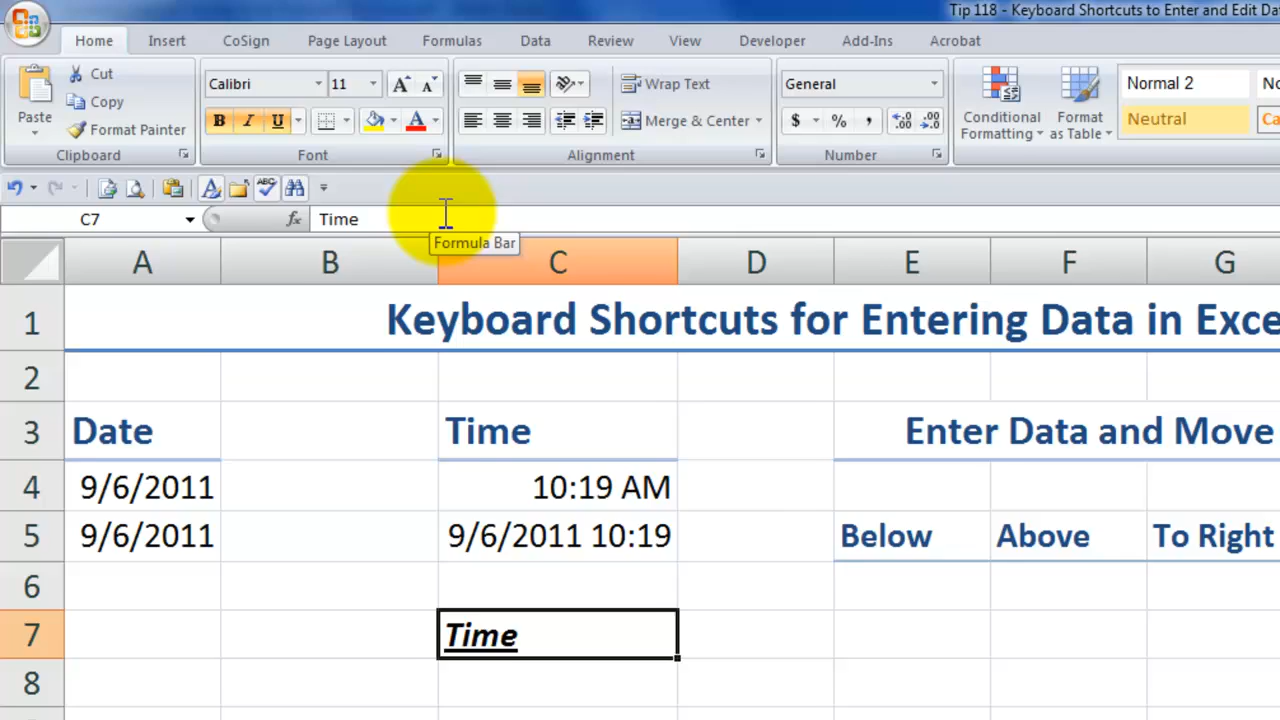 Tip 118 - Keyboard Shortcuts to Enter and Edit Da
Home Insert CoSign Page Layout Formulas Data Review View Developer Add-Ins Acrobat
Paste
Cut
Copy
Format Painter
Clipboard
Calibri 11
B I U
Font
Wrap Text
Merge & Center
Alignment
General
$ % ,
Number
Conditional Formatting
Format as Table
Normal 2 No
Neutral Ca
C7 fx Time
Formula Bar
A B C D E F G
1 Keyboard Shortcuts for Entering Data in Exce
2
3 Date Time Enter Data and Move
4 9/6/2011 10:19 AM
5 9/6/2011 9/6/2011 10:19 Below Above To Right
6
7 Time
8